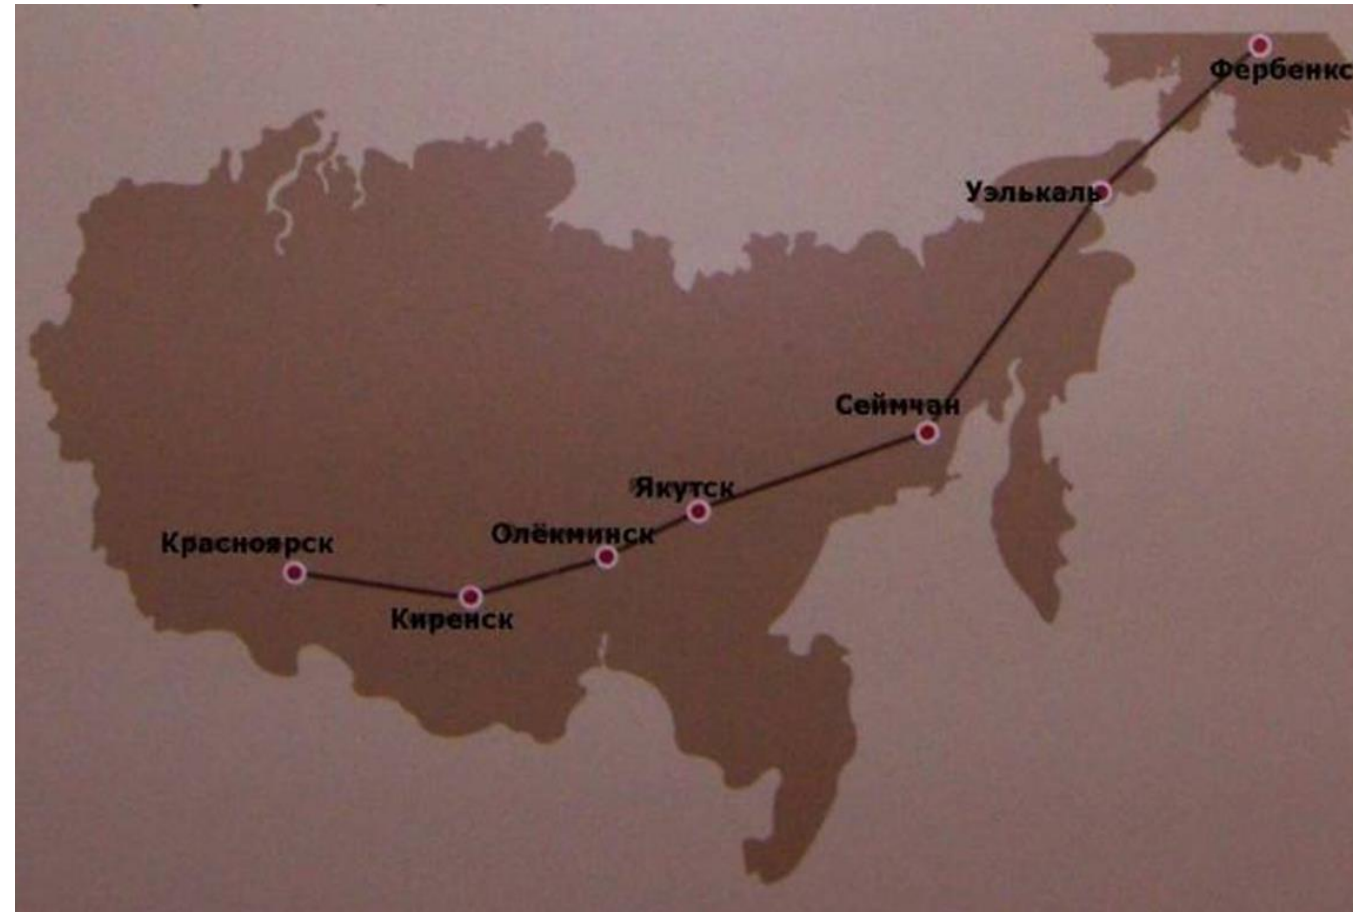 Фербенкс
Уэлькаль
Сеймчан
Якутск
Олёкминск
Красноярск
Киренск